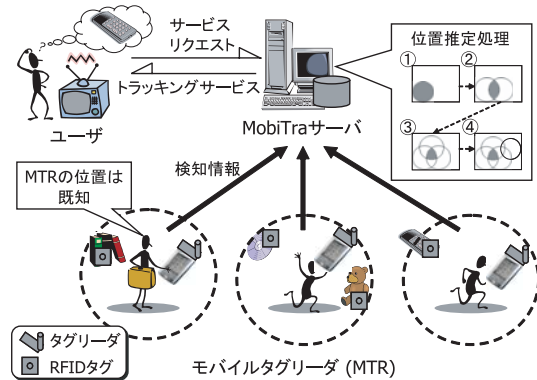 サービス
リクエスト
トラッキングサービス
ユーザ
MobiTraサーバ
位置推定処理
①
②
③
④
検知情報
MTRの位置は
既知
タグリーダ
RFIDタグ
モバイルタグリーダ (MTR)